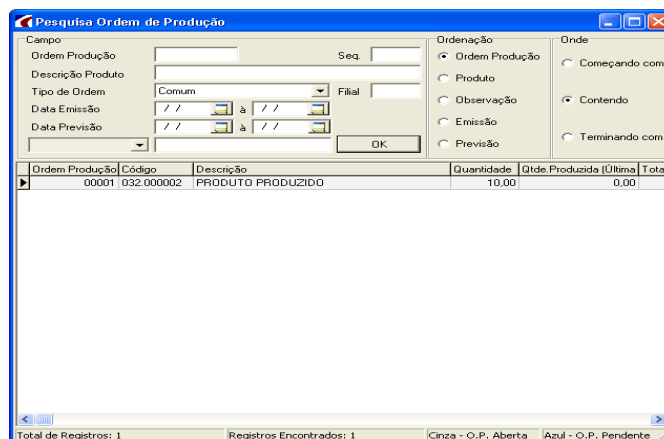 Pesquisa Ordem de Produção
Campo
Ordem Produção
Seq.
Descrição Produto
Tipo de Ordem
Comum
Filial
Data Emissão
/ /
à
/ /
Data Previsão
/ /
à
/ /
OK
Ordenação
Ordem Produção
Produto
Observação
Emissão
Previsão
Onde
Começando com
Contendo
Terminando com
Ordem Produção Código Descrição Quantidade Qtde.Produzida (Última Tota
00001 032.000002 PRODUTO PRODUZIDO 10,00 0,00
Total de Registros: 1 Registros Encontrados: 1 Cinza - O.P. Aberta Azul - O.P. Pendente